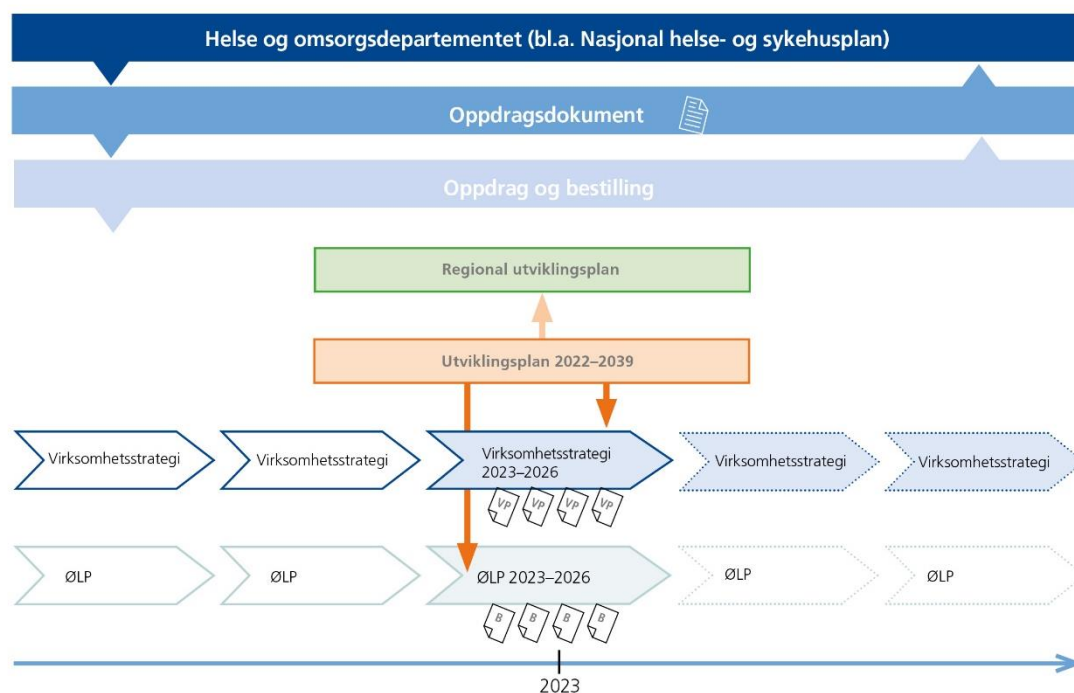 Helse og omsorgsdepartementet (bl.a. Nasjonal helse- og sykehusplan)
Oppdragsdokument
Oppdrag og bestilling
Regional utviklingsplan
Utviklingsplan 2022–2039
Virksomhetsstrategi
Virksomhetsstrategi
Virksomhetsstrategi
2023–2026
Virksomhetsstrategi
Virksomhetsstrategi
VP VP VP VP
ØLP
ØLP
ØLP 2023–2026
ØLP
ØLP
B B B B
2023